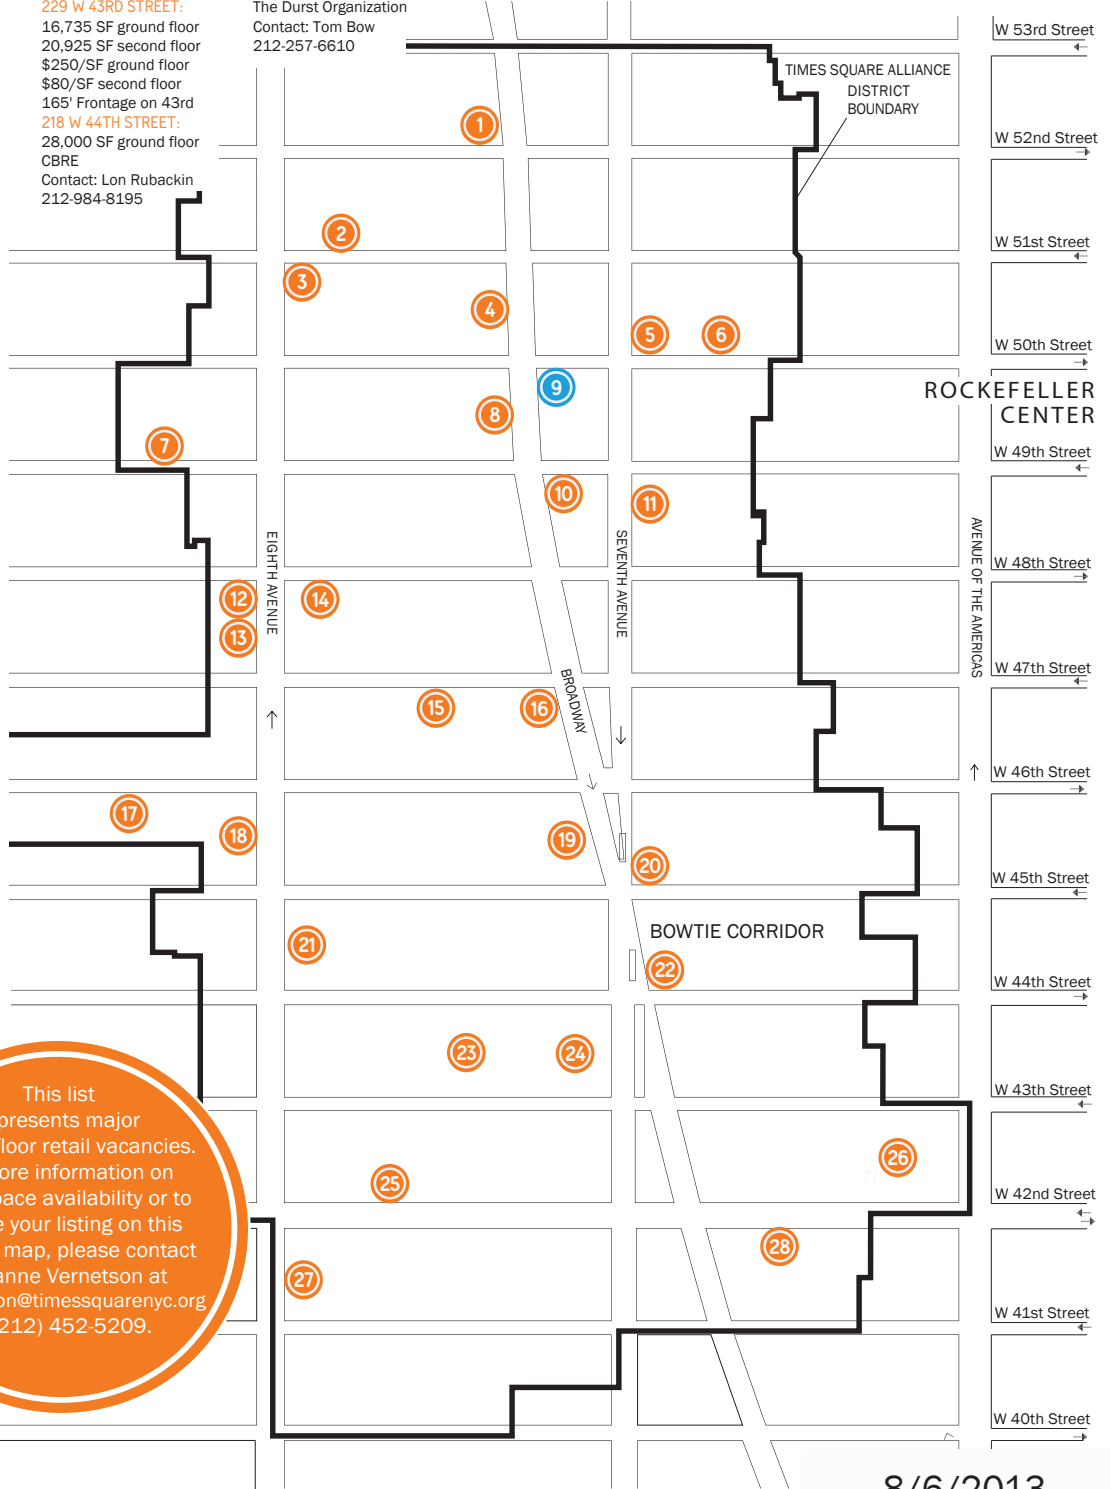 229 W 43RD STREET:
16,735 SF ground floor
20,925 SF second floor
$250/SF ground floor
$80/SF second floor
165' Frontage on 43rd
218 W 44TH STREET:
28,000 SF ground floor
CBRE
Contact: Lon Rubackin
212-984-8195
The Durst Organization
Contact: Tom Bow
212-257-6610
TIMES SQUARE ALLIANCE
DISTRICT
BOUNDARY
W 53rd Street
W 52nd Street
W 51st Street
W 50th Street
ROCKEFELLER
CENTER
W 49th Street
W 48th Street
W 47th Street
W 46th Street
W 45th Street
W 44th Street
W 43th Street
W 42nd Street
W 41st Street
W 40th Street
1
2
3
4
5
6
7
8
9
10
11
12
13
14
15
16
17
18
19
20
21
22
23
24
25
26
27
28
EIGHTH AVENUE
BROADWAY
SEVENTH AVENUE
AVENUE OF THE AMERICAS
BOWTIE CORRIDOR
This list
presents major
floor retail vacancies.
ore information on
pace availability or to
e your listing on this
map, please contact
anne Vernetson at
on@timessquarenyc.org
212) 452-5209.
8/6/2013